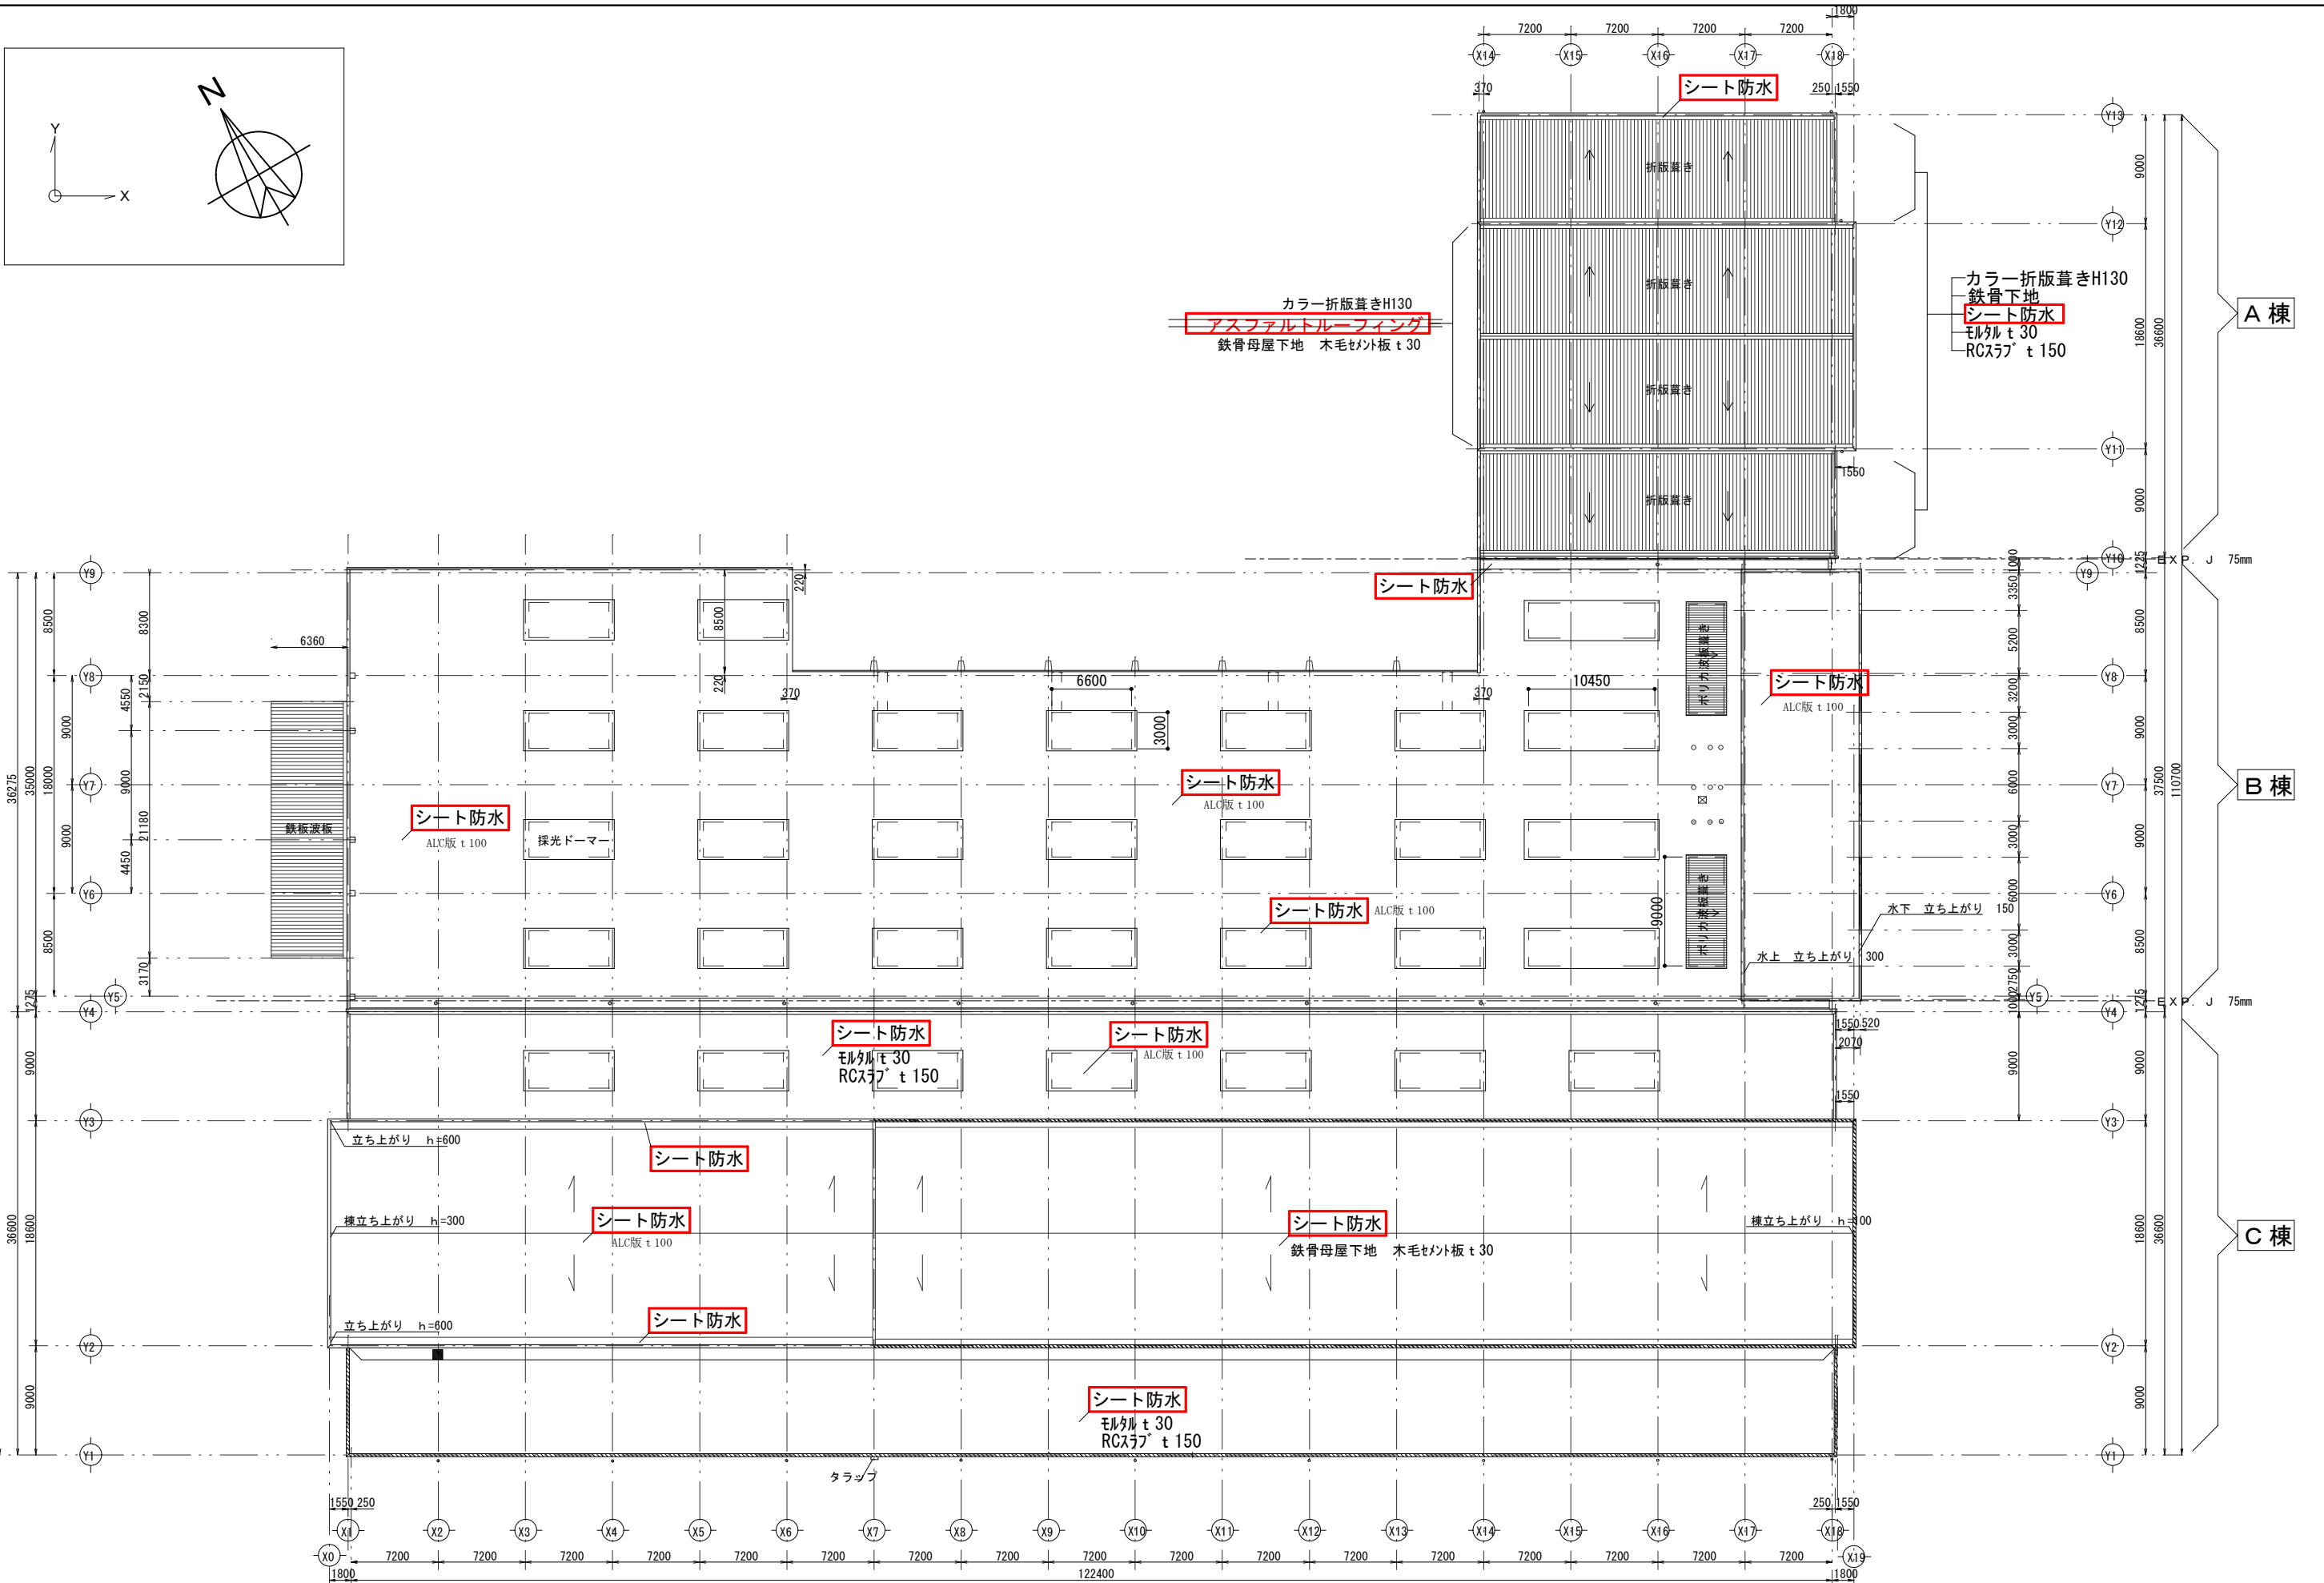 N
Y
X
1800
7200 7200 7200 7200
X14 X15 X16 X17 X18
370
シート防水
250 1550
Y13
折版葺き
9000
Y12
折版葺き
カラー折版葺きH130
アスファルトルーフィング
鉄骨母屋下地 木毛ｾﾒﾝﾄ板 t 30
カラー折版葺きH130
鉄骨下地
シート防水
ﾓﾙﾀﾙ t 30
RCｽﾗﾌﾞ t 150
18600
36600
A 棟
折版葺き
Y11
1550
折版葺き
9000
Y10
1225
EXP. J 75mm
1000
Y9
シート防水
Y9
220
8500
8300
8500
6360
3350
5200
8500
Y8
36275
35000
18000
9000
4550
2150
220
370
6600
370
10450
ポリカ波板葺き
シート防水
ALC版 t 100
3200
Y8
3000
3000
9000
37500
110700
Y7
9000
21180
シート防水
ALC版 t 100
6000
Y7
B 棟
鉄板波板
シート防水
ALC版 t 100
採光ドーマー
9000
4450
3000
9000
Y6
シート防水
ALC版 t 100
9000
ポリカ波板葺き
6000
Y6
水下 立ち上がり 150
8500
3170
水上 立ち上がり 300
3000
8500
2750
Y5
1275
Y4
Y5
1000
1275
EXP. J 75mm
Y4
シート防水
ﾓﾙﾀﾙ t 30
RCｽﾗﾌﾞ t 150
シート防水
ALC版 t 100
1550 520
2070
9000
9000
9000
1550
Y3
Y3
立ち上がり h=600
シート防水
36600
18600
棟立ち上がり h=300
シート防水
ALC版 t 100
シート防水
鉄骨母屋下地 木毛ｾﾒﾝﾄ板 t 30
棟立ち上がり h=100
18600
36600
C 棟
立ち上がり h=600
シート防水
Y2
Y2
9000
シート防水
ﾓﾙﾀﾙ t 30
RCｽﾗﾌﾞ t 150
9000
Y1
Y1
タラップ
1550 250
250 1550
X1 X2 X3 X4 X5 X6 X7 X8 X9 X10 X11 X12 X13 X14 X15 X16 X17 X18
X0
7200 7200 7200 7200 7200 7200 7200 7200 7200 7200 7200 7200 7200 7200 7200 7200 7200
X19
1800
122400
1800